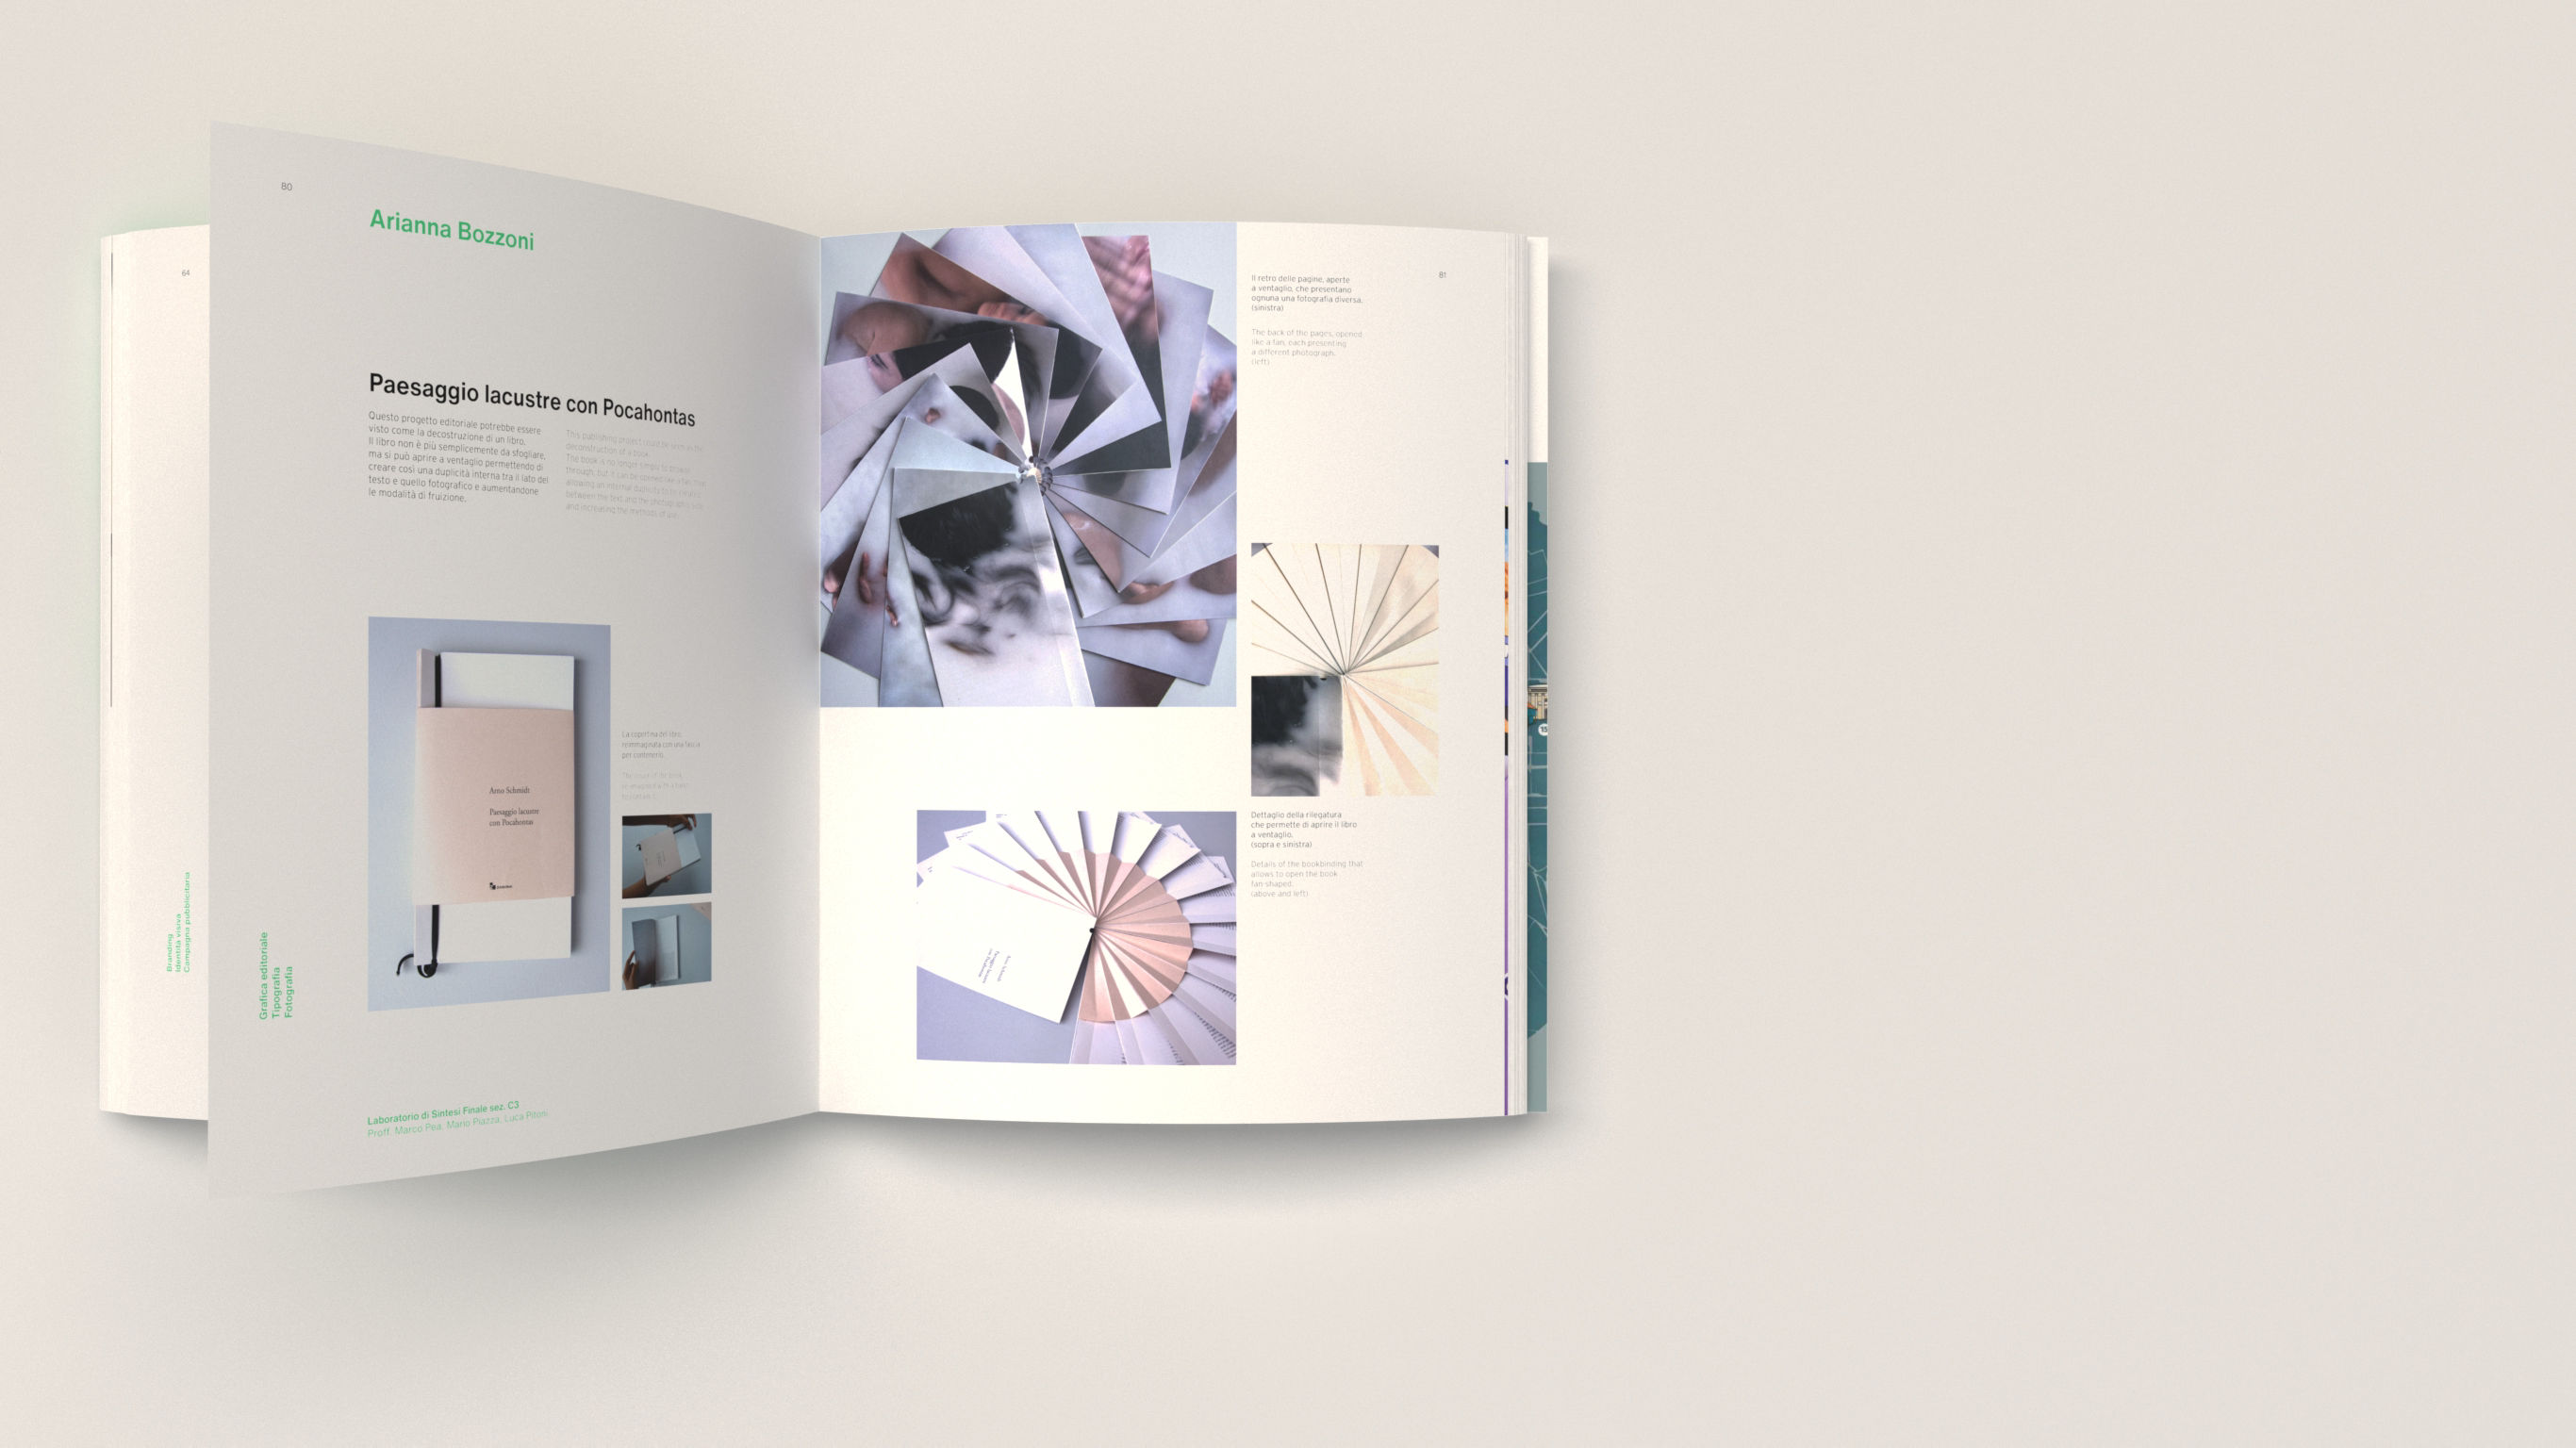 64
Branding
Identità visiva
Campagna pubblicitaria
80
Arianna Bozzoni
Paesaggio lacustre con Pocahontas
Questo progetto editoriale potrebbe essere
visto come la decostruzione di un libro.
Il libro non è più semplicemente da sfogliare,
ma si può aprire a ventaglio permettendo di
creare così una duplicità interna tra il lato del
testo e quello fotografico e aumentandone
le modalità di fruizione.
This publishing project could be seen as the
deconstruction of a book.
The book is no longer simply to browse
through, but it can be opened like a fan, thus
allowing an internal duplicity to be created
between the text and the photographic side
and increasing the methods of use.
Arno Schmidt
Paesaggio lacustre
con Pocahontas
La copertina del libro
reimmaginata con una fascia
per contenerlo.
The cover of the book
Grafica editoriale
Tipografia
Fotografia
Laboratorio di Sintesi Finale sez. C3
Proff. Marco Pea, Mario Piazza, Luca Pitoni
81
Il retro delle pagine, aperte
a ventaglio, che presentano
ognuna una fotografia diversa.
(sinistra)
The back of the pages, opened
like a fan, each presenting
a different photograph.
(left)
Dettaglio della rilegatura
che permette di aprire il libro
a ventaglio.
(sopra e sinistra)
Details of the bookbinding that
allows to open the book
fan-shaped.
(above and left)
Arno Schmidt
Paesaggio lacustre
con Pocahontas